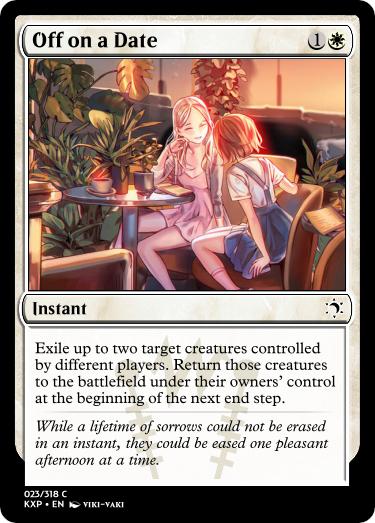 Off on a Date 1
Instant
Exile up to two target creatures controlled
by different players. Return those creatures
to the battlefield under their owners' control
at the beginning of the next end step.
While a lifetime of sorrows could not be erased
in an instant, they could be eased one pleasant
afternoon at a time.
023/318 C
KXP • EN VIKI-YAKI